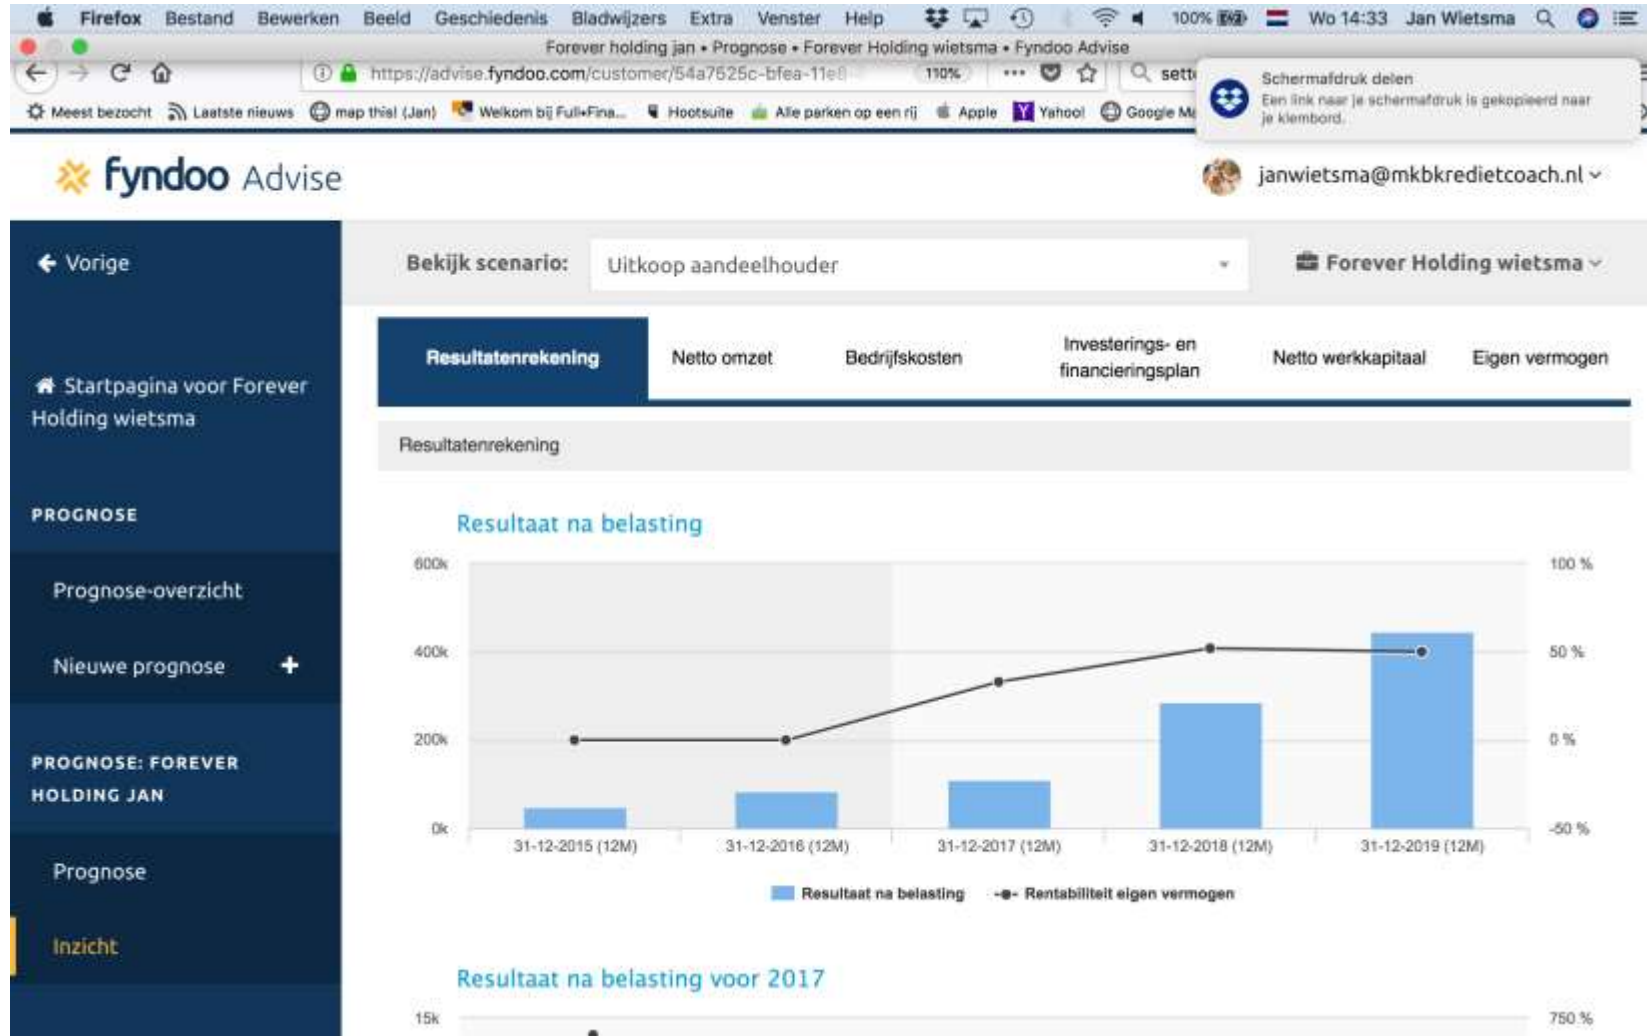 Firefox Bestand Bewerken Beeld Geschiedenis Bladwijzers Extra Venster Help 100% Wo 14:33 Jan Wietsma
Forever holding jan • Prognose • Forever Holding wietsma • Fyndoo Advise
https://advise.fyndoo.com/customer/54a7525c-bfea-11e8 110% ••• sett
Schermafdruk delen
Een link naar je schermafdruk is gekopieerd naar
je klembord.
Meest bezocht Laatste nieuws map this! (Jan) Welkom bij Full•Fina... Hootsuite Alle parken op een rij Apple Yahoo! Google Ma
fyndoo Advise
janwietsma@mkbkredietcoach.nl
Vorige
Bekijk scenario: Uitkoop aandeelhouder
Forever Holding wietsma
Startpagina voor Forever
Holding wietsma
PROGNOSE
Prognose-overzicht
Nieuwe prognose +
PROGNOSE: FOREVER
HOLDING JAN
Prognose
Inzicht
Resultatenrekening Netto omzet Bedrijfskosten
Investerings- en
financieringsplan
Netto werkkapitaal Eigen vermogen
Resultatenrekening
Resultaat na belasting
600k 100 %
400k 50 %
200k 0 %
0k -50 %
31-12-2015 (12M) 31-12-2016 (12M) 31-12-2017 (12M) 31-12-2018 (12M) 31-12-2019 (12M)
Resultaat na belasting Rentabiliteit eigen vermogen
Resultaat na belasting voor 2017
15k 750 %